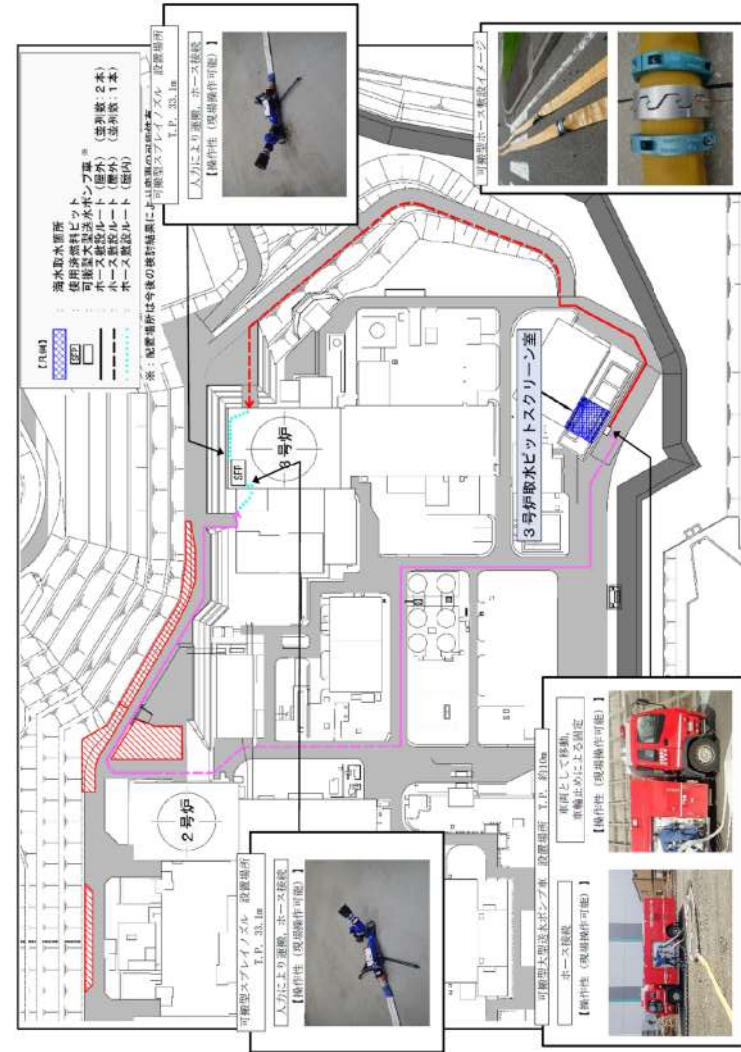 【凡例】
： 海水取水箇所
SFP ： 使用済燃料ピット
： 可搬型大型送水ポンプ車※
： ホース敷設ルート（屋外）（並列数：2本）
： ホース敷設ルート（屋外）（並列数：1本）
： ホース敷設ルート（屋内）
※：配置場所は今後の検討結果により変更の可能性有
可搬型スプレイノズル 設置場所
T.P. 33.1m
人力により運搬，ホース接続
【操作性（現場操作可能）】
可搬型ホース敷設イメージ
3号炉
SFP
3号炉取水ピットスクリーン室
2号炉
可搬型スプレイノズル 設置場所
T.P. 33.1m
人力により運搬，ホース接続
【操作性（現場操作可能）】
可搬型大型送水ポンプ車 設置場所 T.P. 約10m
ホース接続
【操作性（現場操作可能）】
車両として移動，
車輪止めによる固定
【操作性（現場操作可能）】